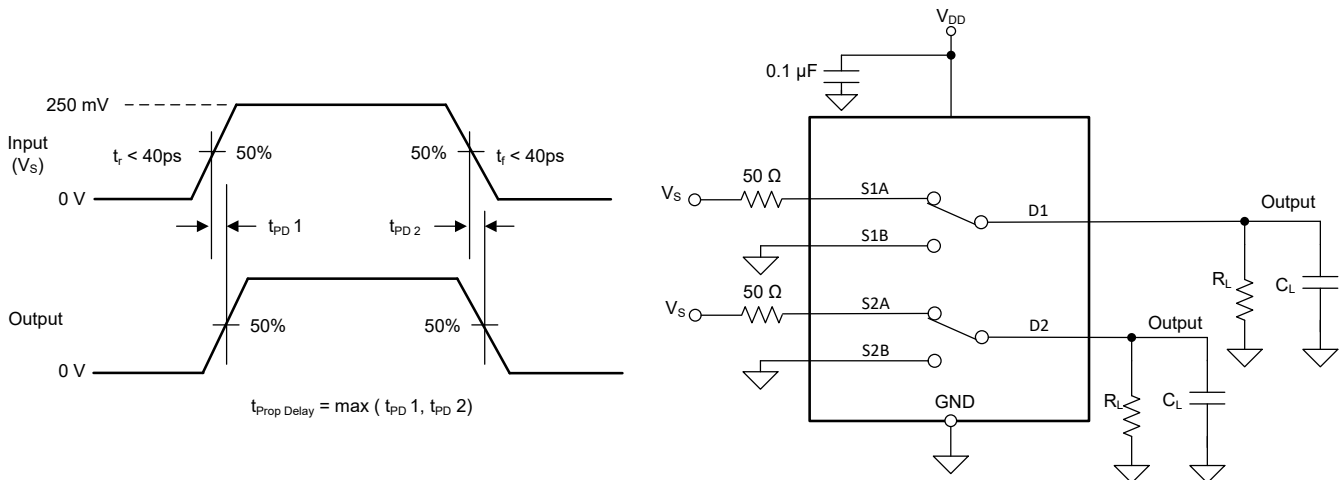 250 mV
Input
(VS)
tr < 40ps
50%
50%
tf < 40ps
0 V
tPD 1
tPD 2
Output
50%
50%
0 V
tProp Delay = max ( tPD 1, tPD 2)
VDD
0.1 µF
50 Ω
VS
S1A
D1
Output
S1B
RL
CL
50 Ω
VS
S2A
D2
Output
S2B
GND
RL
CL